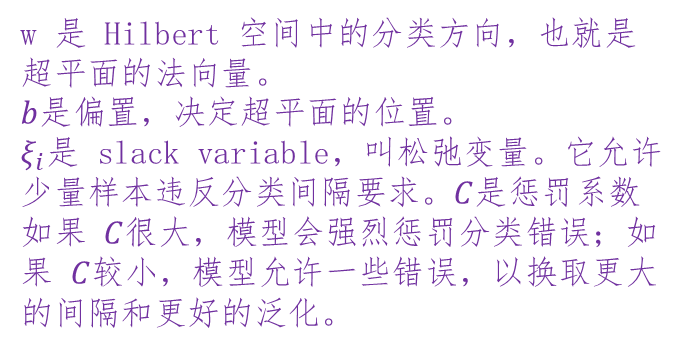 w 是 Hilbert 空间中的分类方向，也就是
超平面的法向量。
b是偏置，决定超平面的位置。
ξᵢ是 slack variable，叫松弛变量。它允许
少量样本违反分类间隔要求。C是惩罚系数
如果 C很大，模型会强烈惩罚分类错误；如
果 C较小，模型允许一些错误，以换取更大
的间隔和更好的泛化。